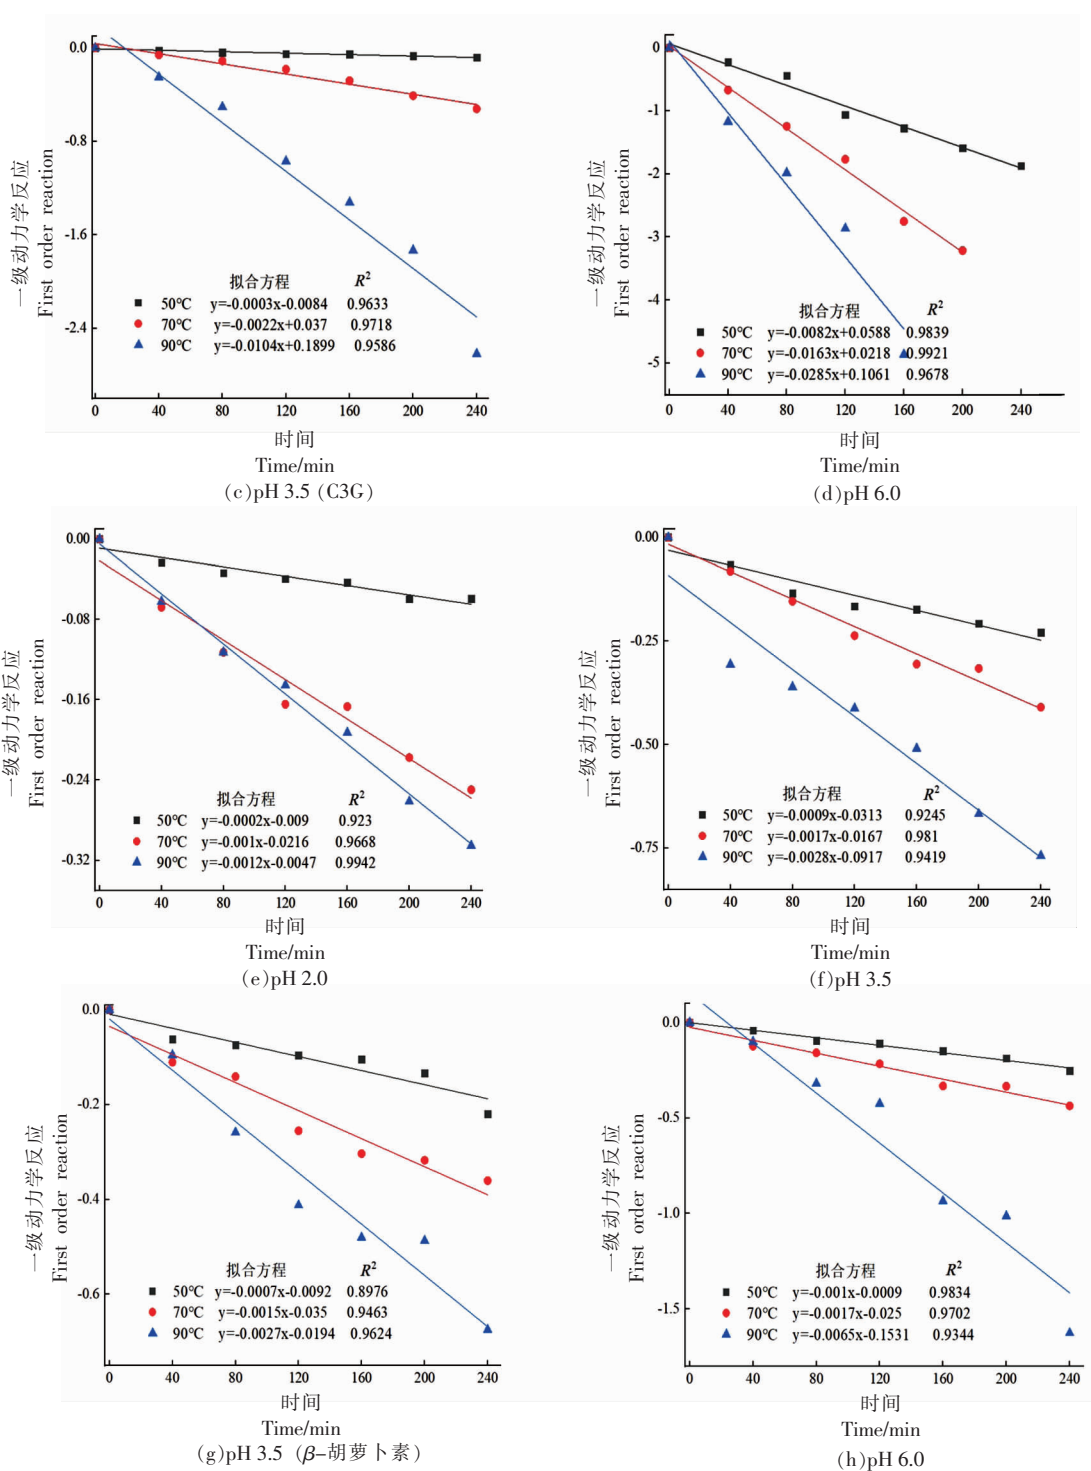 0.0
-0.8
-1.6
-2.4
一级动力学反应
First order reaction
拟合方程 R²
50℃ y=-0.0003x-0.0084 0.9633
70℃ y=-0.0022x+0.037 0.9718
90℃ y=-0.0104x+0.1899 0.9586
0 40 80 120 160 200 240
时间
Time/min
(c)pH 3.5 (C3G)
0
-1
-2
-3
-4
-5
一级动力学反应
First order reaction
拟合方程 R²
50℃ y=-0.0082x+0.0588 0.9839
70℃ y=-0.0163x+0.0218 0.9921
90℃ y=-0.0285x+0.1061 0.9678
0 40 80 120 160 200 240
时间
Time/min
(d)pH 6.0
0.00
-0.08
-0.16
-0.24
-0.32
一级动力学反应
First order reaction
拟合方程 R²
50℃ y=-0.0002x-0.009 0.923
70℃ y=-0.001x-0.0216 0.9668
90℃ y=-0.0012x-0.0047 0.9942
0 40 80 120 160 200 240
时间
Time/min
(e)pH 2.0
0.00
-0.25
-0.50
-0.75
一级动力学反应
First order reaction
拟合方程 R²
50℃ y=-0.0009x-0.0313 0.9245
70℃ y=-0.0017x-0.0167 0.981
90℃ y=-0.0028x-0.0917 0.9419
0 40 80 120 160 200 240
时间
Time/min
(f)pH 3.5
0.0
-0.2
-0.4
-0.6
一级动力学反应
First order reaction
拟合方程 R²
50℃ y=-0.0007x-0.0092 0.8976
70℃ y=-0.0015x-0.035 0.9463
90℃ y=-0.0027x-0.0194 0.9624
0 40 80 120 160 200 240
时间
Time/min
(g)pH 3.5 (β-胡萝卜素)
0.0
-0.5
-1.0
-1.5
一级动力学反应
First order reaction
拟合方程 R²
50℃ y=-0.001x-0.0009 0.9834
70℃ y=-0.0017x-0.025 0.9702
90℃ y=-0.0065x-0.1531 0.9344
0 40 80 120 160 200 240
时间
Time/min
(h)pH 6.0